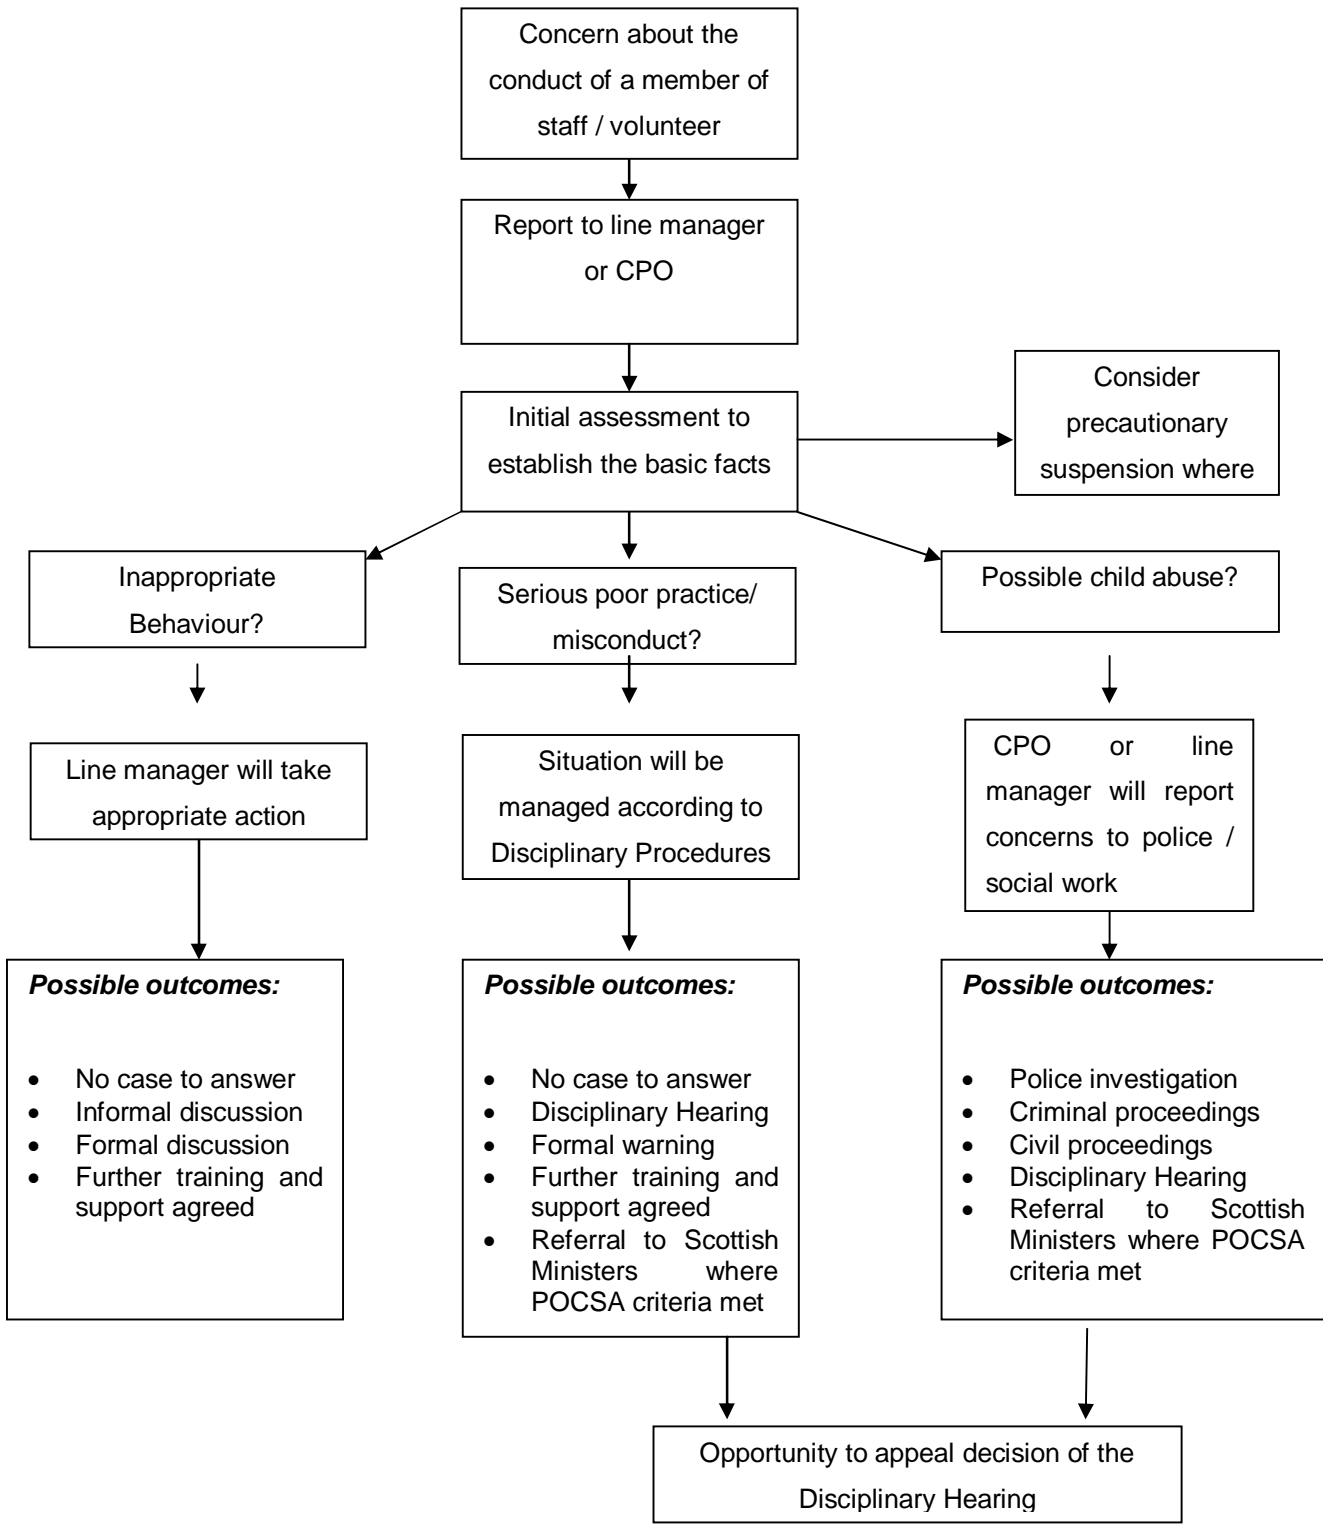 Concern about the
conduct of a member of
staff / volunteer
Report to line manager
or CPO
Initial assessment to
establish the basic facts
Consider
precautionary
suspension where
Inappropriate
Behaviour?
Serious poor practice/
misconduct?
Possible child abuse?
Line manager will take
appropriate action
Situation will be
managed according to
Disciplinary Procedures
CPO or line
manager will report
concerns to police /
social work
Possible outcomes:
• No case to answer
• Informal discussion
• Formal discussion
• Further training and
support agreed
Possible outcomes:
• No case to answer
• Disciplinary Hearing
• Formal warning
• Further training and
support agreed
• Referral to Scottish
Ministers where
POCSA criteria met
Possible outcomes:
• Police investigation
• Criminal proceedings
• Civil proceedings
• Disciplinary Hearing
• Referral to Scottish
Ministers where POCSA
criteria met
Opportunity to appeal decision of the
Disciplinary Hearing